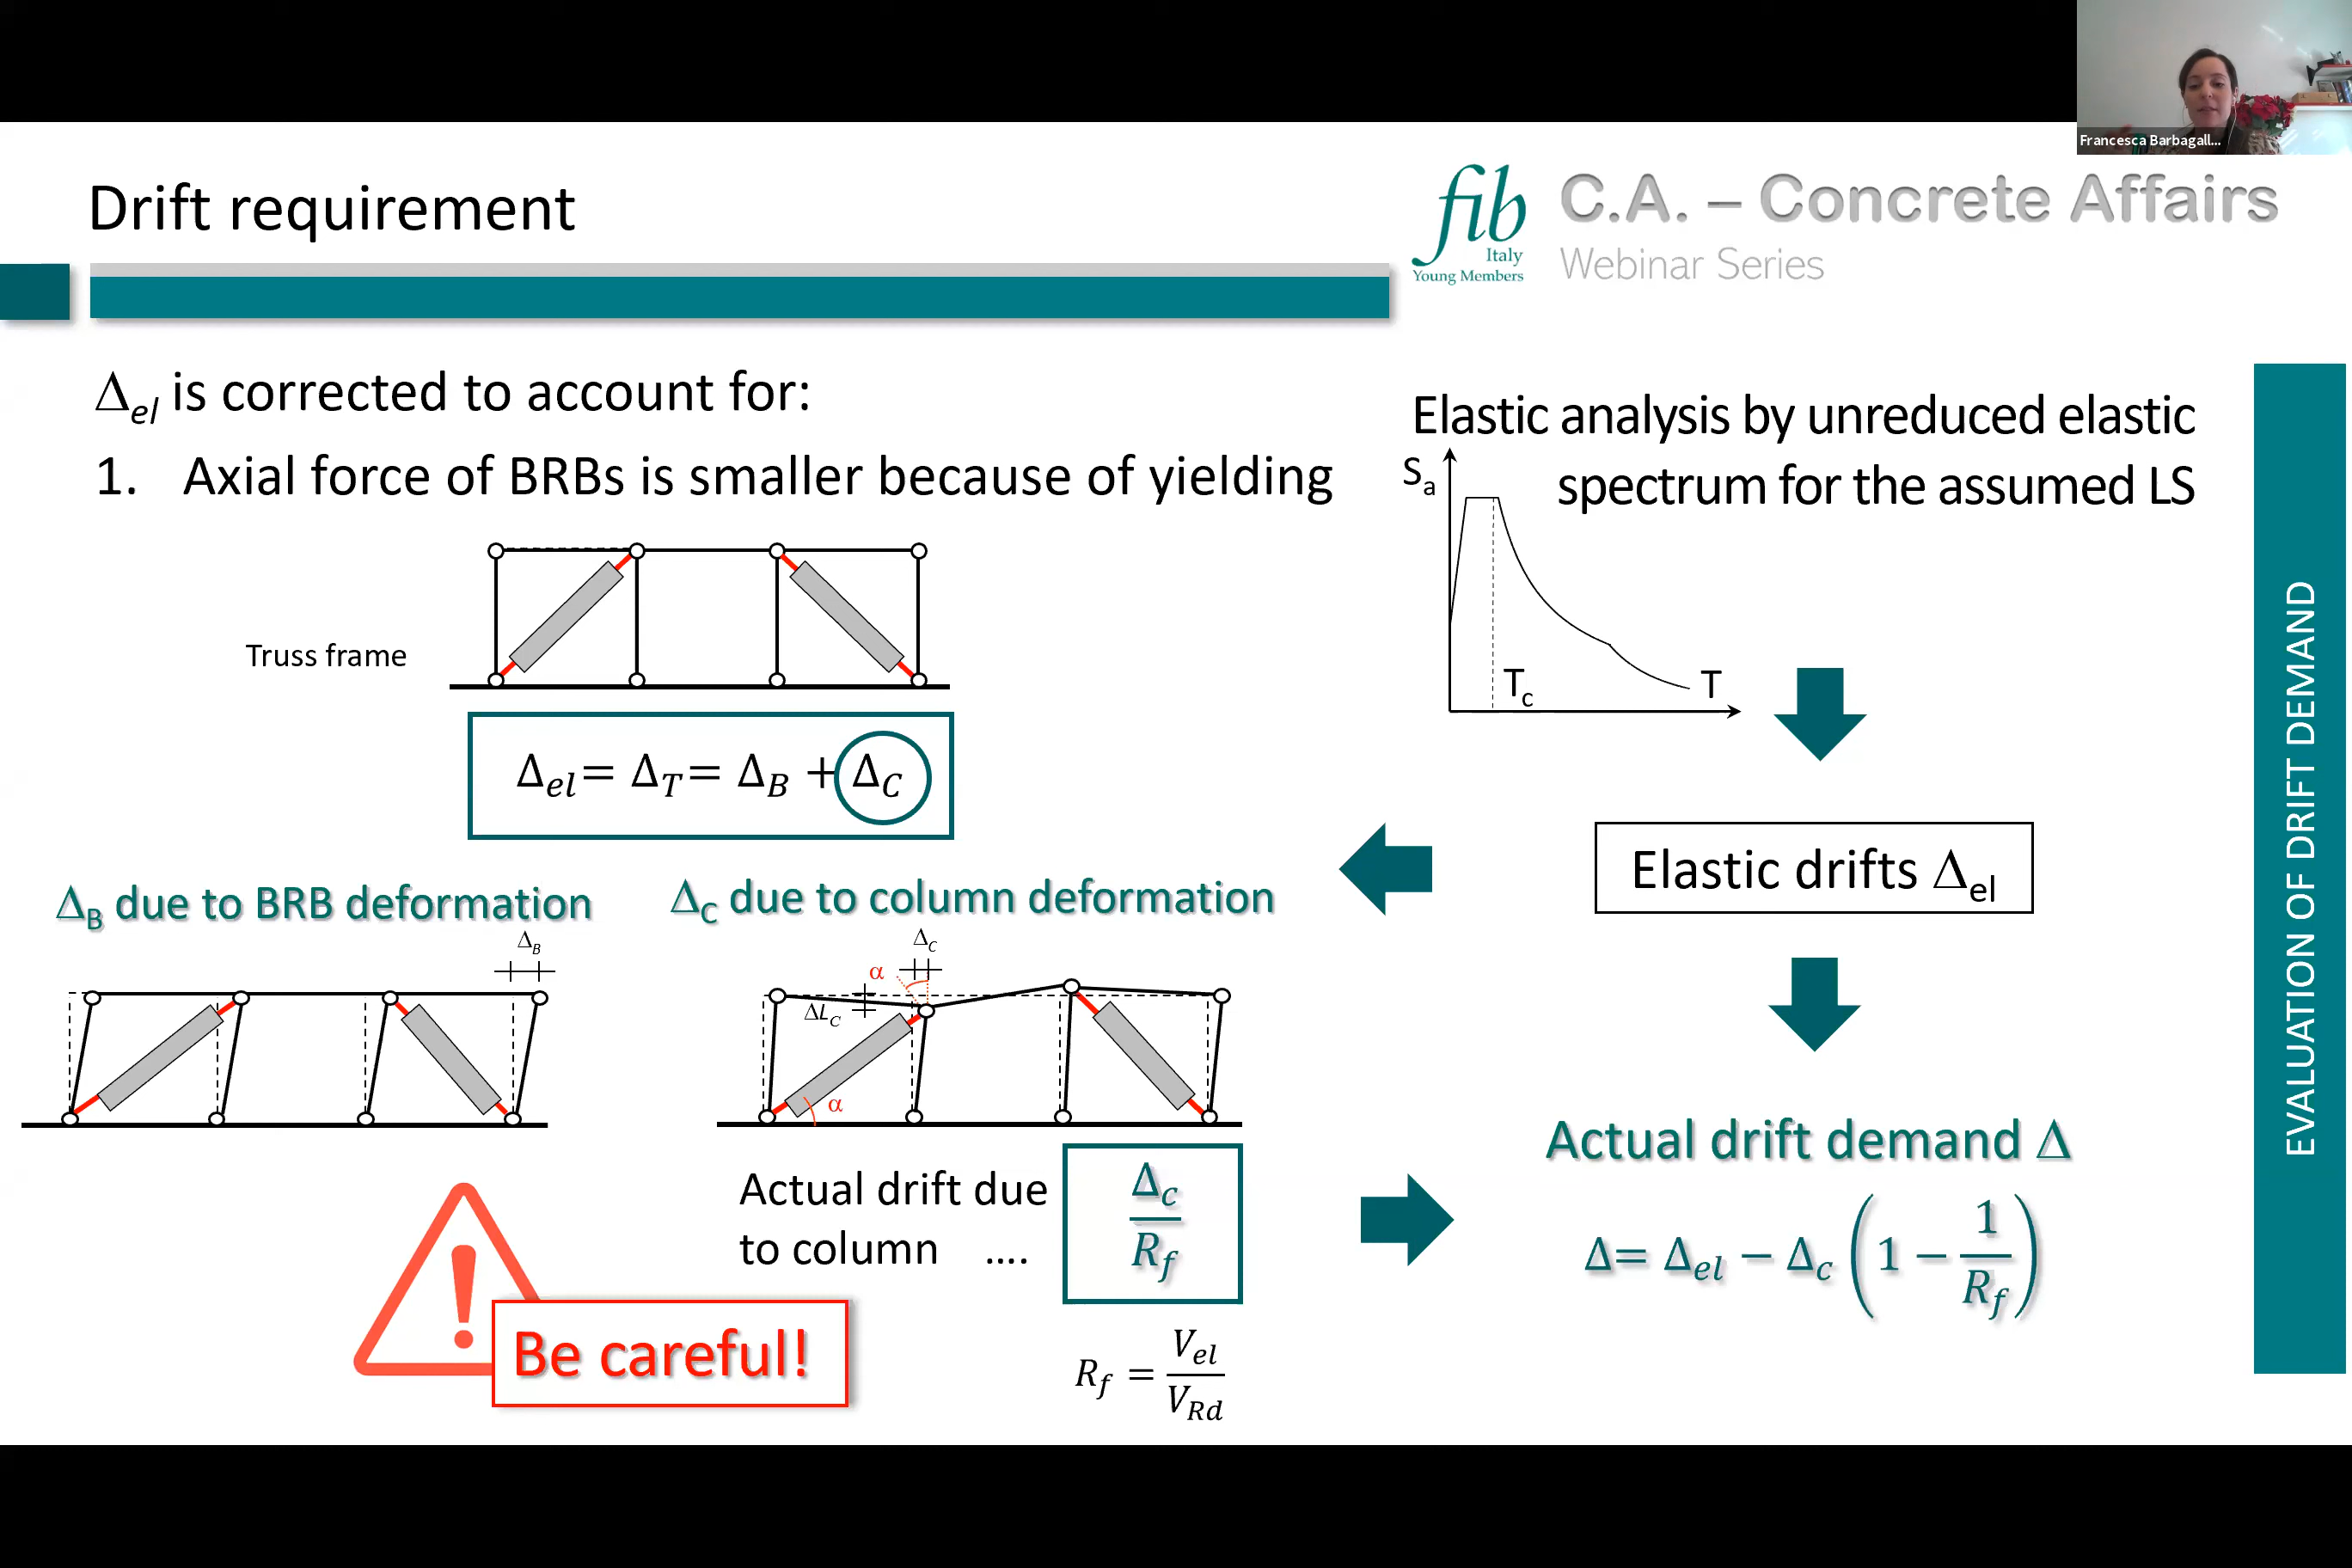 Francesca Barbagall...
Drift requirement
fib
Italy
Young Members
C.A. – Concrete Affairs
Webinar Series
Δel is corrected to account for:
1. Axial force of BRBs is smaller because of yielding
Truss frame
Δel = ΔT = ΔB + ΔC
ΔB due to BRB deformation
ΔB
ΔC due to column deformation
ΔC
α
ΔLC
α
Be careful!
Actual drift due
to column ....
Δc
Rf
Rf = Vel
VRd
Elastic analysis by unreduced elastic
spectrum for the assumed LS
Sa
Tc
T
Elastic drifts Δel
Actual drift demand Δ
Δ= Δel − Δc (1 − 1/Rf)
EVALUATION OF DRIFT DEMAND